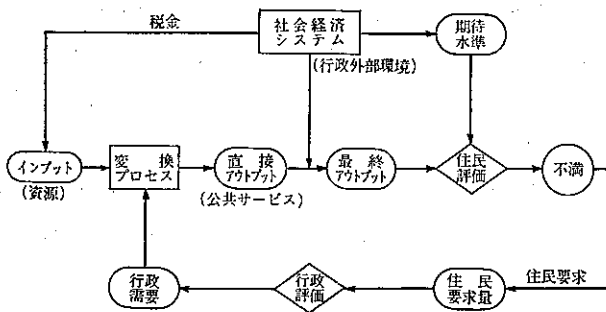 税金
社会経済
システム
(行政外部環境)
期待
水準
インプット
(資源)
変換
プロセス
直接
アウトプット
(公共サービス)
最終
アウトプット
住民
評価
不満
行政
需要
行政
評価
住民
要求量
住民要求